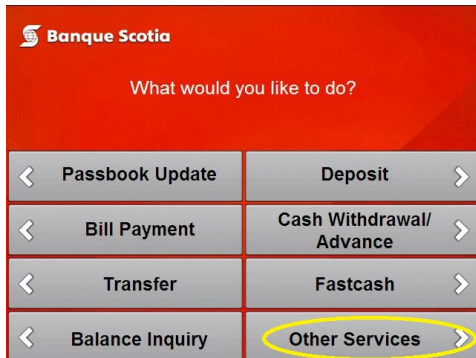 Banque Scotia
What would you like to do?
Passbook Update
Deposit
Bill Payment
Cash Withdrawal/
Advance
Transfer
Fastcash
Balance Inquiry
Other Services